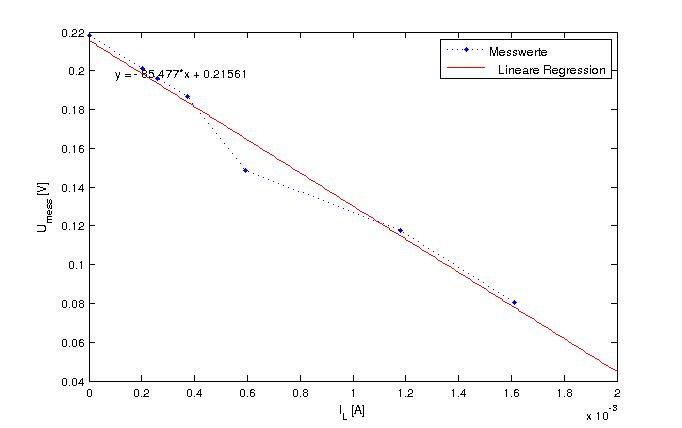 0.22
0.2
0.18
0.16
0.14
0.12
0.1
0.08
0.06
0.04
U_mess [V]
y = - 85.477*x + 0.21561
Messwerte
Lineare Regression
0 0.2 0.4 0.6 0.8 1 1.2 1.4 1.6 1.8 2
x 10^-3
I_L [A]